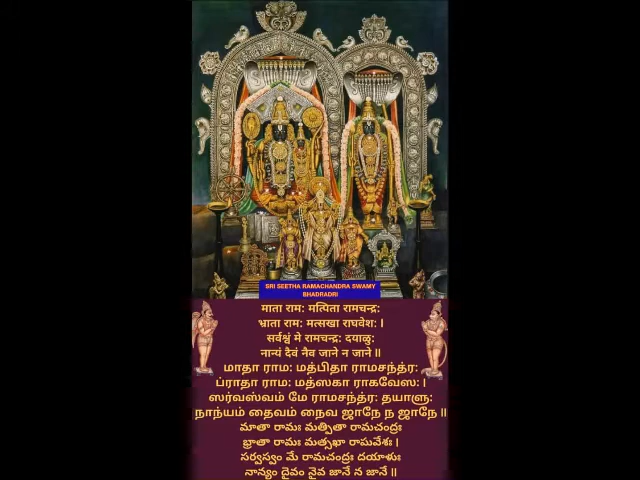 SRI SEETHA RAMACHANDRA SWAMY
BHADRADRI
माता राम: मत्पिता रामचन्द्र:
भ्राता राम: मत्सखा राघवेश: ।
सर्वश्वं मे रामचन्द्र: दयाळु:
नान्यं दैवं नैव जाने न जाने ॥
மாதா ராம: மத்பிதா ராமசந்த்ர:
ப்ராதா ராம: மத்ஸகா ராகவேஸ: ।
ஸர்வஸ்வம் மே ராமசந்த்ர: தயாளு:
நாந்யம் தைவம் நைவ ஜாநே ந ஜாநே ॥
మాతా రామః మత్పితా రామచంద్రః
భ్రాతా రామః మత్సఖా రాఘవేశః ।
సర్వస్వం మే రామచంద్రః దయాళుః
నాన్యం దైవం నైవ జానే న జానే ॥